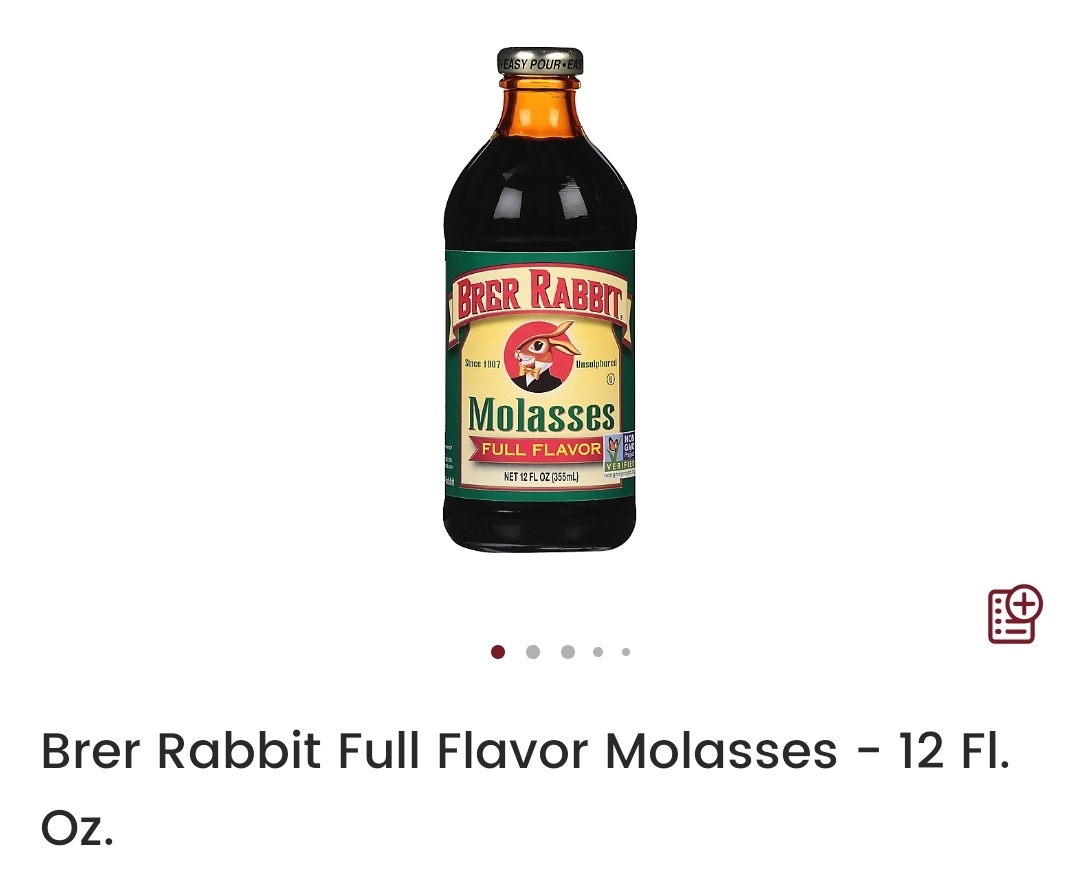 •EASY POUR•EAS
BRER RABBIT
Since 1907
Unsulphured
U
Molasses
FULL FLAVOR
NON
GMO
VERIFIED
NET 12 FL OZ (355mL)
Brer Rabbit Full Flavor Molasses - 12 Fl.
Oz.